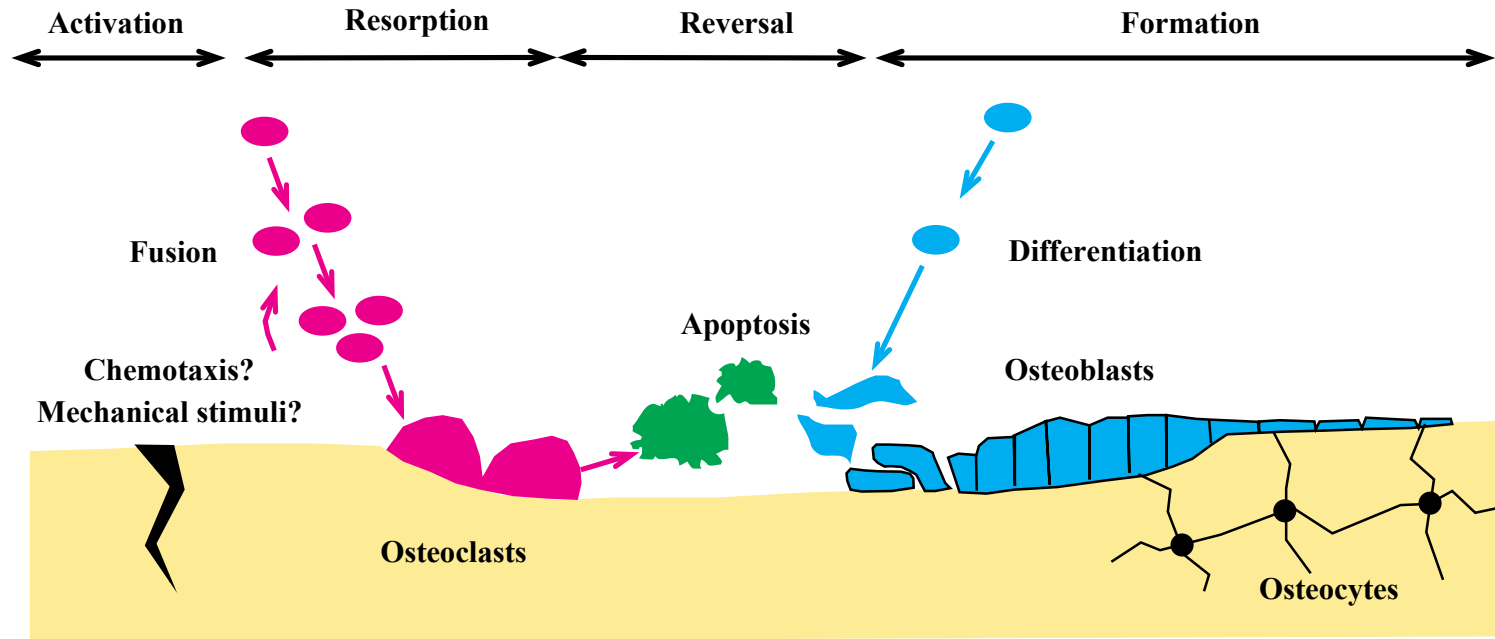 Activation
Resorption
Reversal
Formation
Fusion
Differentiation
Apoptosis
Chemotaxis?
Mechanical stimuli?
Osteoblasts
Osteoclasts
Osteocytes